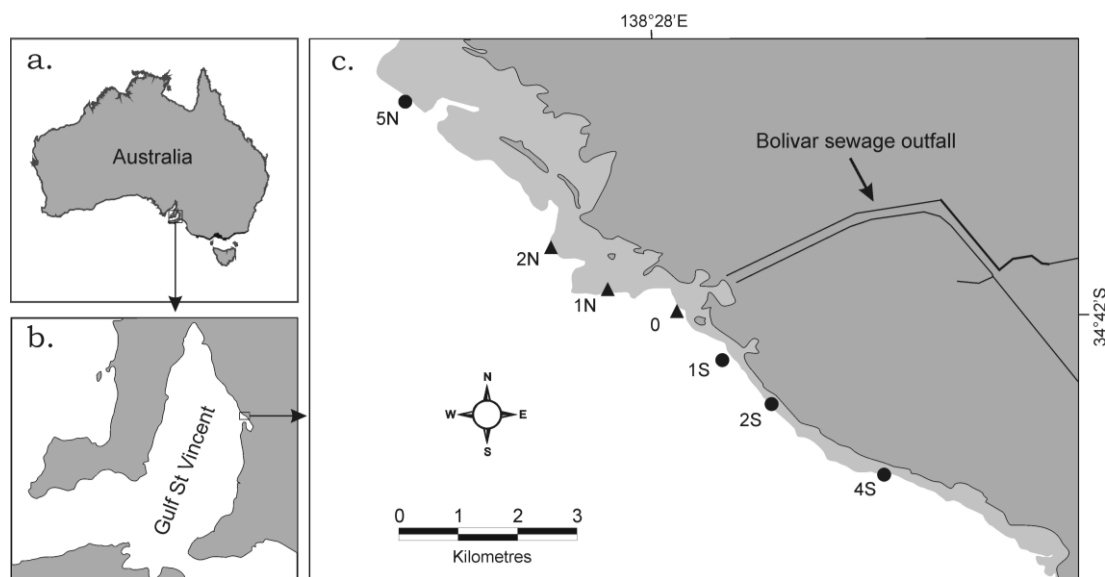 a.
Australia
b.
Gulf St Vincent
138°28'E
c.
5N
Bolivar sewage outfall
2N
1N
0
34°42'S
1S
N
W E
S
2S
4S
0 1 2 3
Kilometres